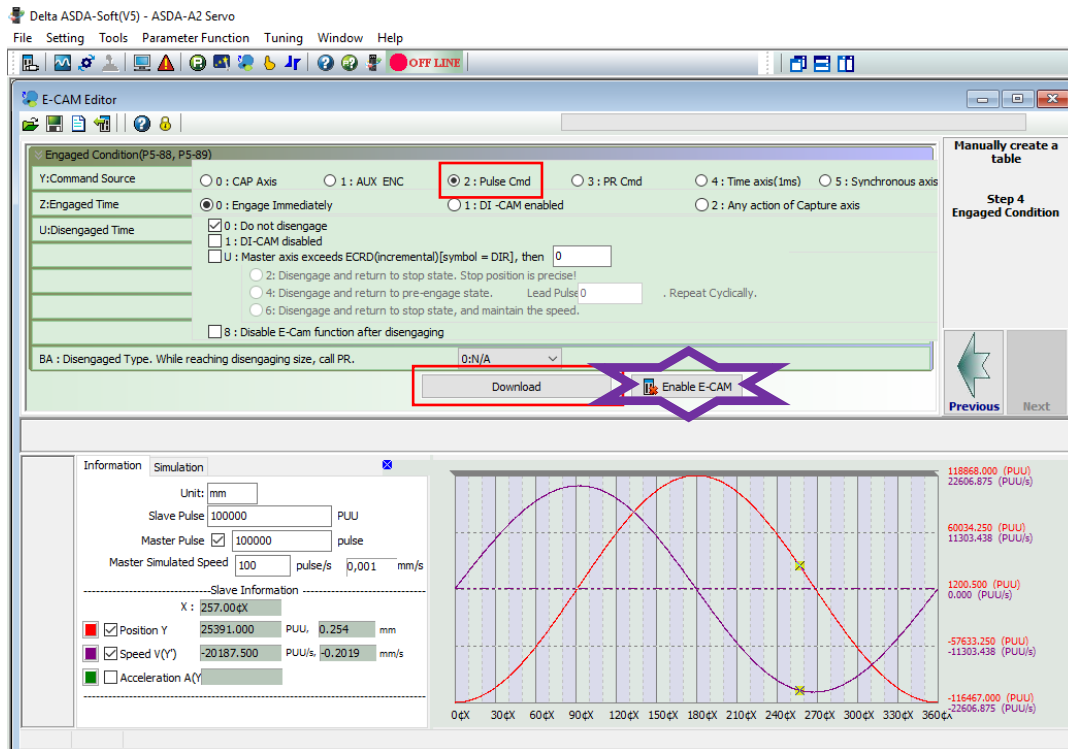 Delta ASDA-Soft(V5) - ASDA-A2 Servo
File Setting Tools Parameter Function Tuning Window Help
OFF LINE
E-CAM Editor
Engaged Condition(P5-88, P5-89)
Y:Command Source
0 : CAP Axis 1 : AUX ENC 2 : Pulse Cmd 3 : PR Cmd 4 : Time axis(1ms) 5 : Synchronous axis
Z:Engaged Time
0 : Engage Immediately 1 : DI -CAM enabled 2 : Any action of Capture axis
U:Disengaged Time
0 : Do not disengage
1 : DI-CAM disabled
U : Master axis exceeds ECRD(incremental)[symbol = DIR], then 0
2: Disengage and return to stop state. Stop position is precise!
4: Disengage and return to pre-engage state. Lead Pulse 0 . Repeat Cyclically.
6: Disengage and return to stop state, and maintain the speed.
8 : Disable E-Cam function after disengaging
BA : Disengaged Type. While reaching disengaging size, call PR. 0:N/A
Download Enable E-CAM
Manually create a
table
Step 4
Engaged Condition
Previous Next
Information Simulation
Unit: mm
Slave Pulse 100000 PUU
Master Pulse 100000 pulse
Master Simulated Speed 100 pulse/s 0,001 mm/s
Slave Information
X : 257.00¢X
Position Y 25391.000 PUU, 0.254 mm
Speed V(Y') -20187.500 PUU/s, -0.2019 mm/s
Acceleration A(Y
118868.000 (PUU)
22606.875 (PUU/s)
60034.250 (PUU)
11303.438 (PUU/s)
1200.500 (PUU)
0.000 (PUU/s)
-57633.250 (PUU)
-11303.438 (PUU/s)
-116467.000 (PUU)
-22606.875 (PUU/s)
0¢X 30¢X 60¢X 90¢X 120¢X 150¢X 180¢X 210¢X 240¢X 270¢X 300¢X 330¢X 360¢X